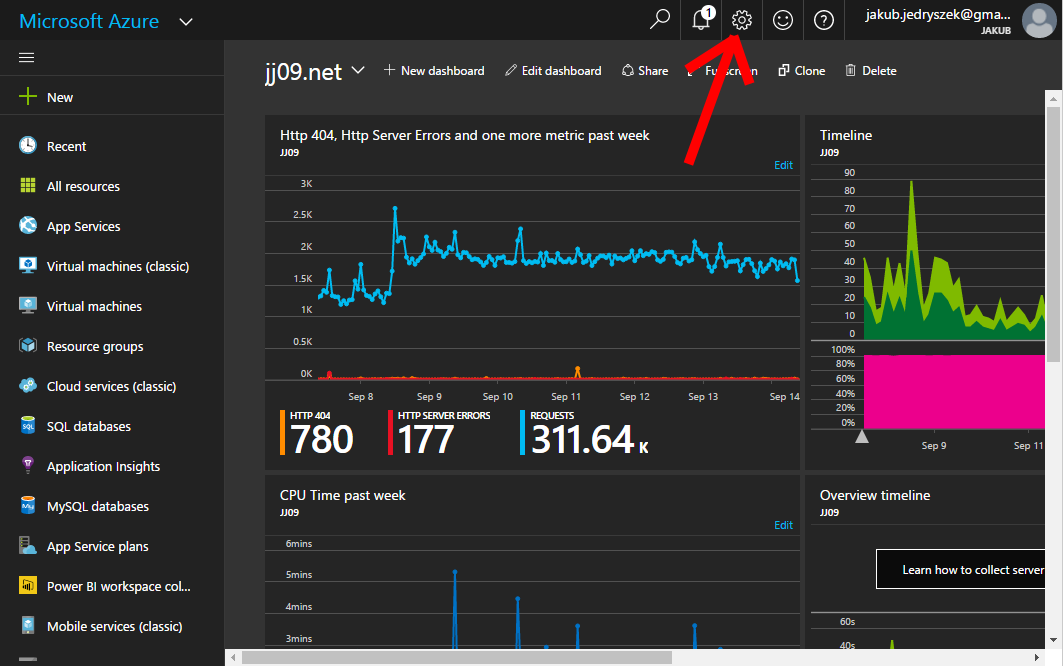 Microsoft Azure
1
jakub.jedryszek@gma...
JAKUB
New
Recent
All resources
App Services
Virtual machines (classic)
Virtual machines
Resource groups
Cloud services (classic)
SQL databases
Application Insights
MySQL databases
App Service plans
Power BI workspace col...
Mobile services (classic)
jj09.net
New dashboard
Edit dashboard
Share
Clone
Delete
Http 404, Http Server Errors and one more metric past week
JJ09
Edit
3K
2.5K
2K
1.5K
1K
0.5K
0K
Sep 8 Sep 9 Sep 10 Sep 11 Sep 12 Sep 13 Sep 14
HTTP 404
780
HTTP SERVER ERRORS
177
REQUESTS
311.64 K
Timeline
JJ09
90
80
70
60
50
40
30
20
10
0
100%
80%
60%
40%
20%
0%
Sep 9 Sep 11
CPU Time past week
JJ09
Edit
6mins
5mins
4mins
3mins
Overview timeline
JJ09
Learn how to collect server
60s
40s